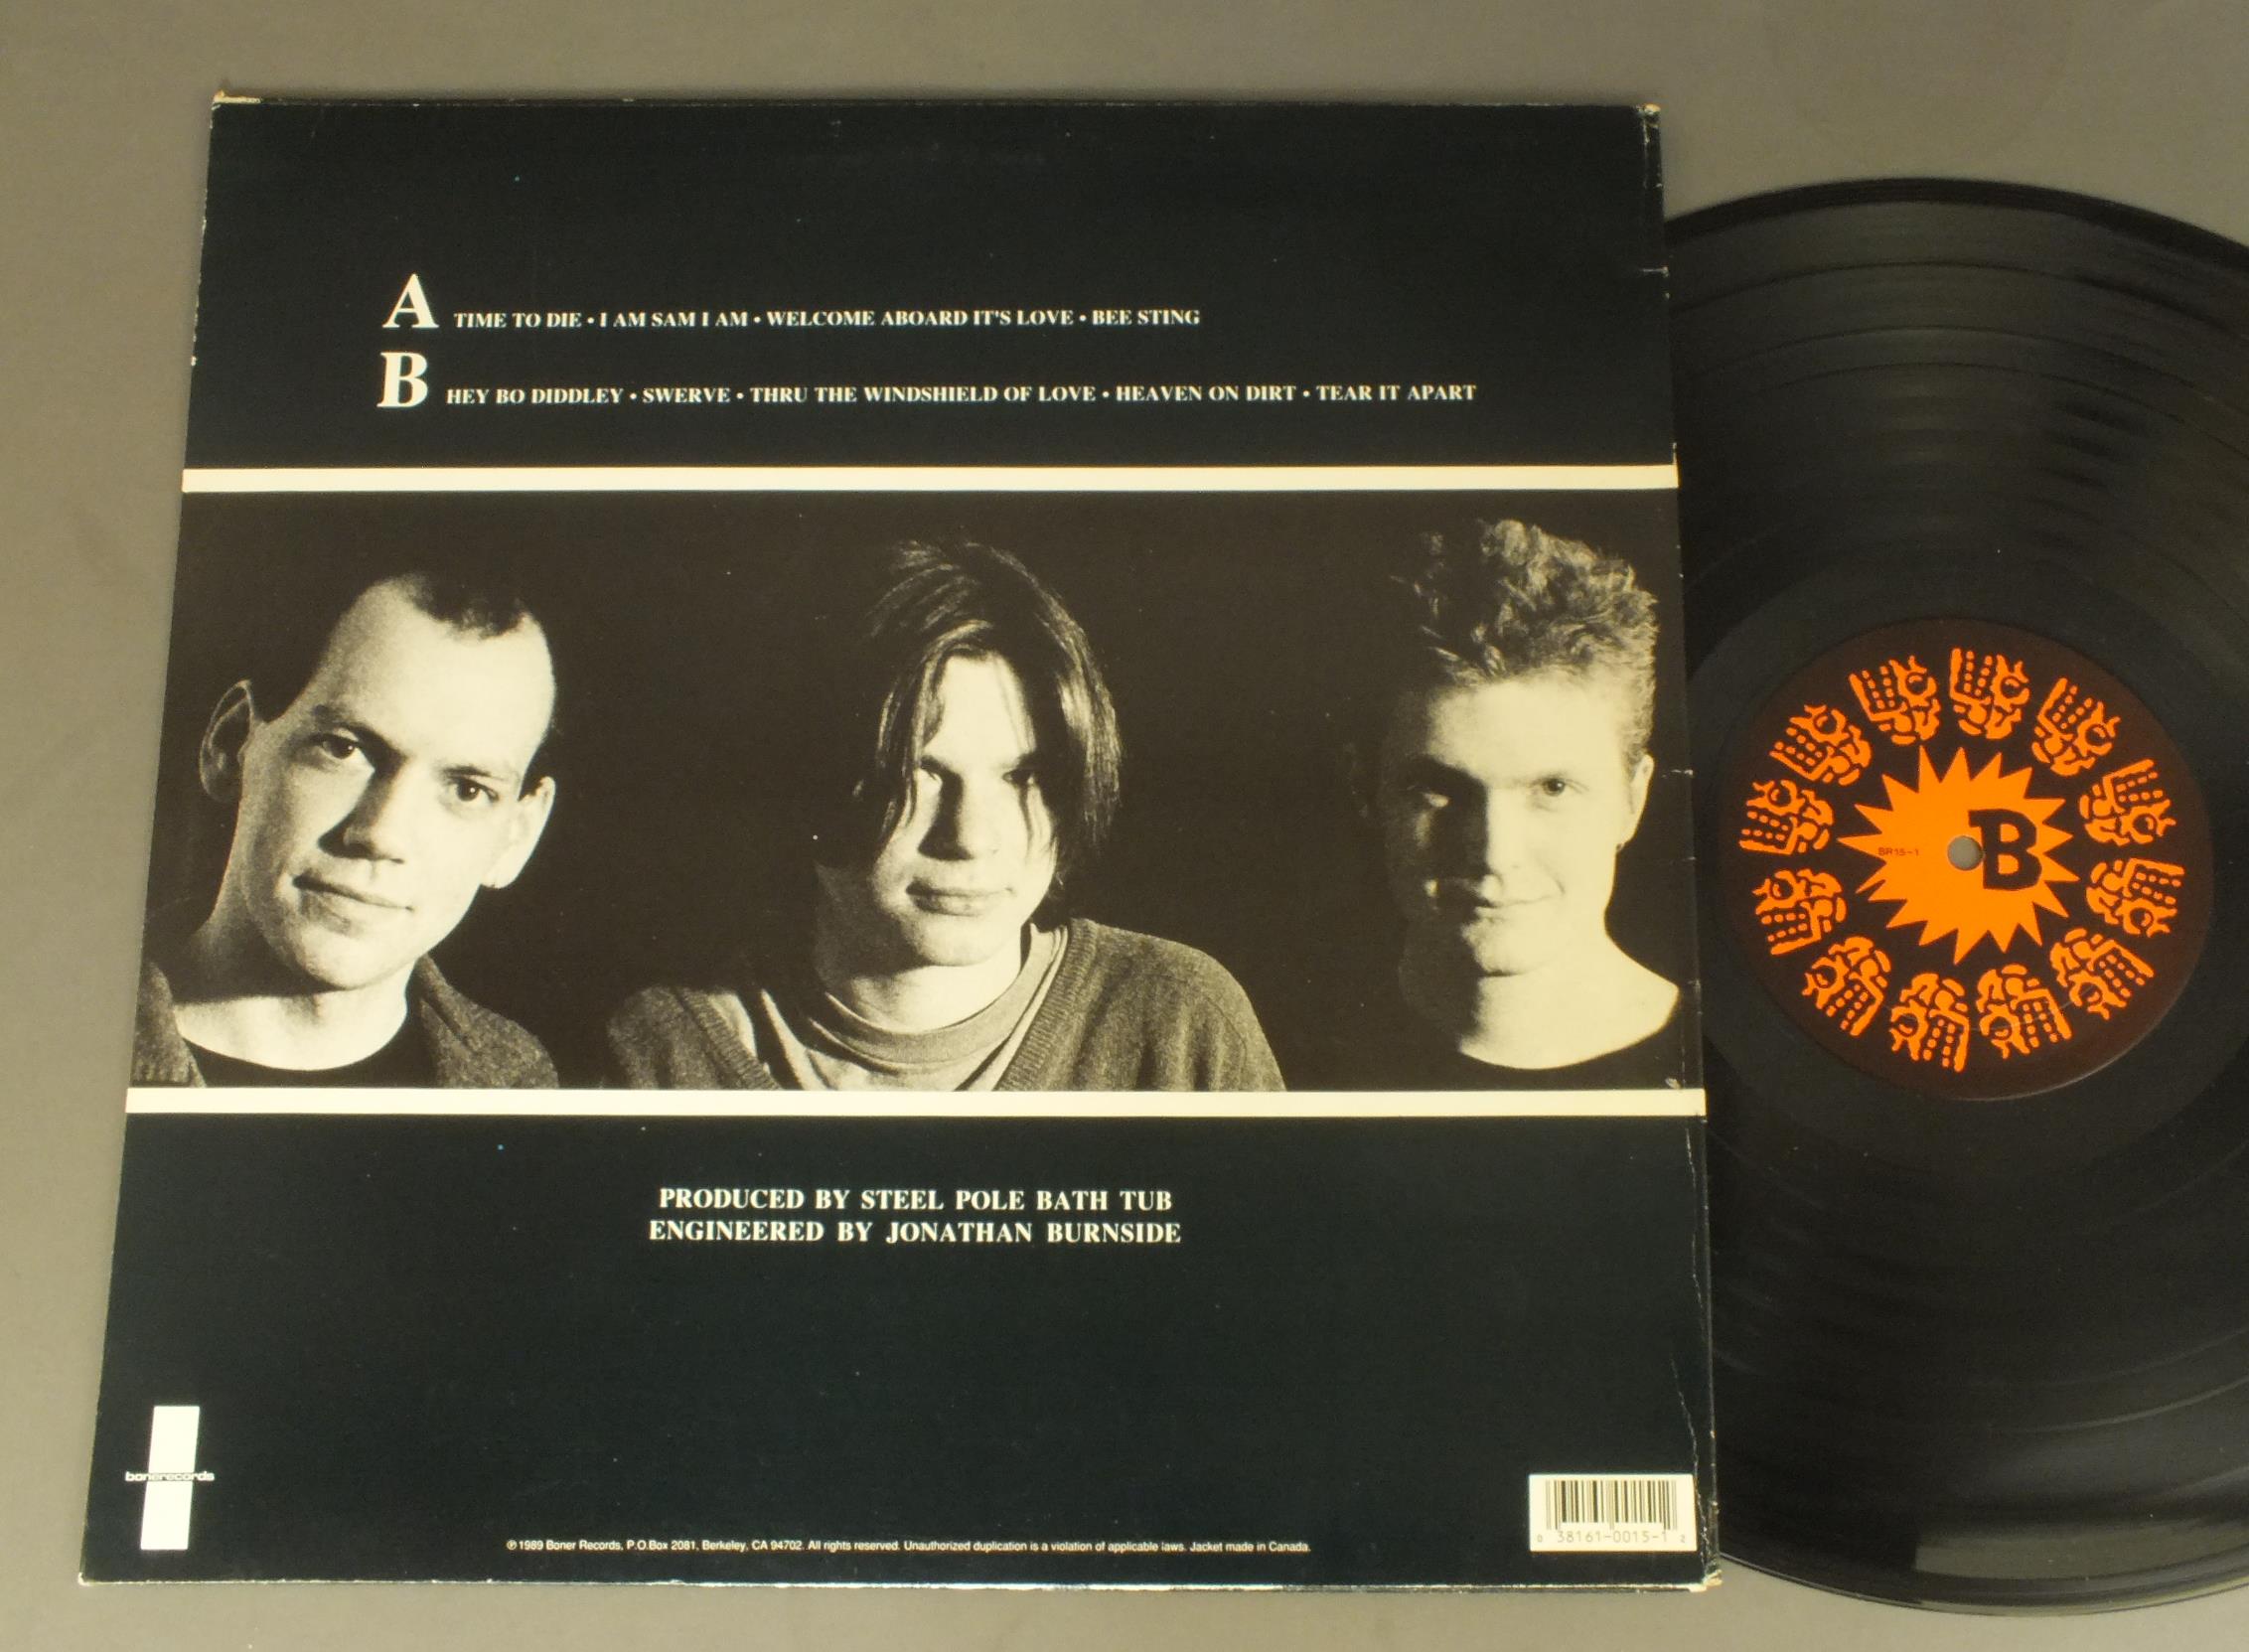 A TIME TO DIE • I AM SAM I AM • WELCOME ABOARD IT'S LOVE • BEE STING
B HEY BO DIDDLEY • SWERVE • THRU THE WINDSHIELD OF LOVE • HEAVEN ON DIRT • TEAR IT APART
BR15-1
B
PRODUCED BY STEEL POLE BATH TUB
ENGINEERED BY JONATHAN BURNSIDE
bonerecords
℗ 1989 Boner Records, P.O.Box 2081, Berkeley, CA 94702. All rights reserved. Unauthorized duplication is a violation of applicable laws. Jacket made in Canada.
0 38161-0015-1 2